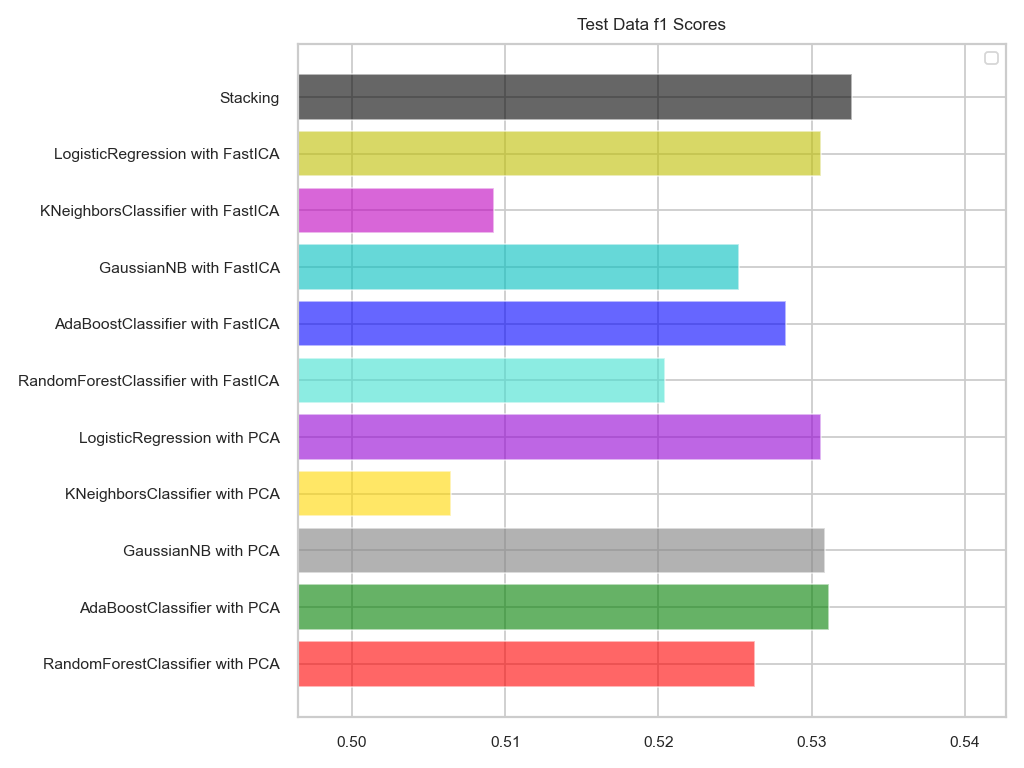 Test Data f1 Scores
Stacking
LogisticRegression with FastICA
KNeighborsClassifier with FastICA
GaussianNB with FastICA
AdaBoostClassifier with FastICA
RandomForestClassifier with FastICA
LogisticRegression with PCA
KNeighborsClassifier with PCA
GaussianNB with PCA
AdaBoostClassifier with PCA
RandomForestClassifier with PCA
0.50 0.51 0.52 0.53 0.54